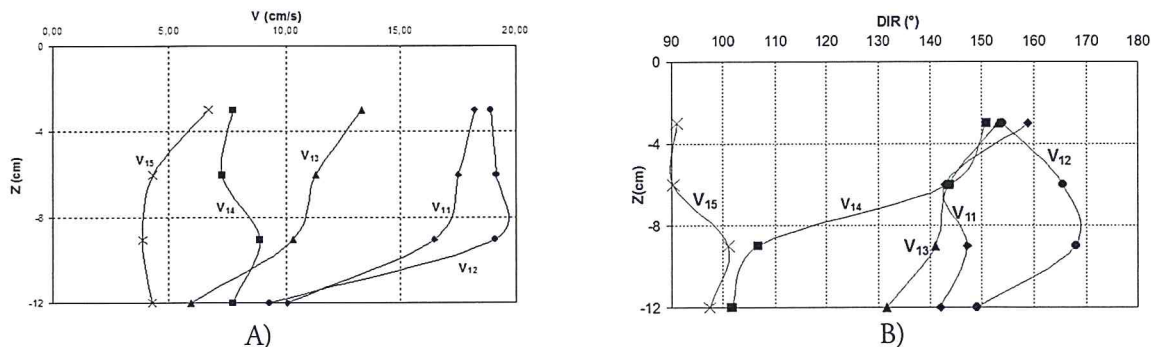 V (cm/s)
0,00 5,00 10,00 15,00 20,00
0
-4
-8
-12
Z(cm)
V15
V14
V13
V11
V12
A)
DIR (°)
90 100 110 120 130 140 150 160 170 180
0
-4
-8
-12
Z(cm)
V15
V14
V13
V11
V12
B)